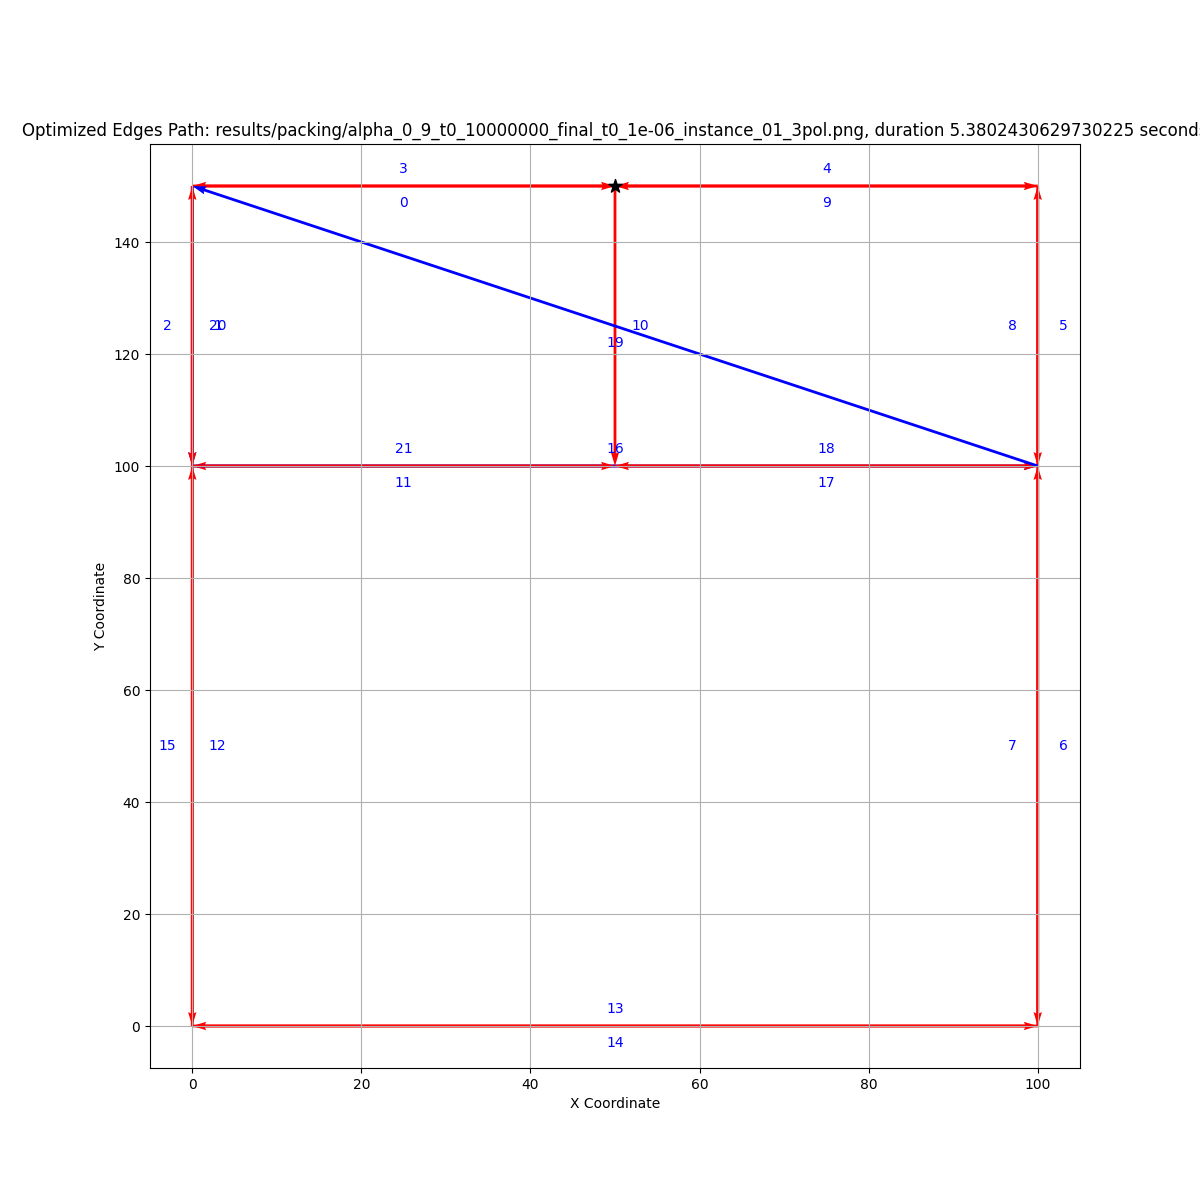 Optimized Edges Path: results/packing/alpha_0_9_t0_10000000_final_t0_1e-06_instance_01_3pol.png, duration 5.3802430629730225 second
3 4
0 9
140
2 20 1 10 8 5
19
120
21 16 18
100
11 17
80
Y Coordinate
60
15 12 7 6
40
20
13
0
14
0 20 40 60 80 100
X Coordinate